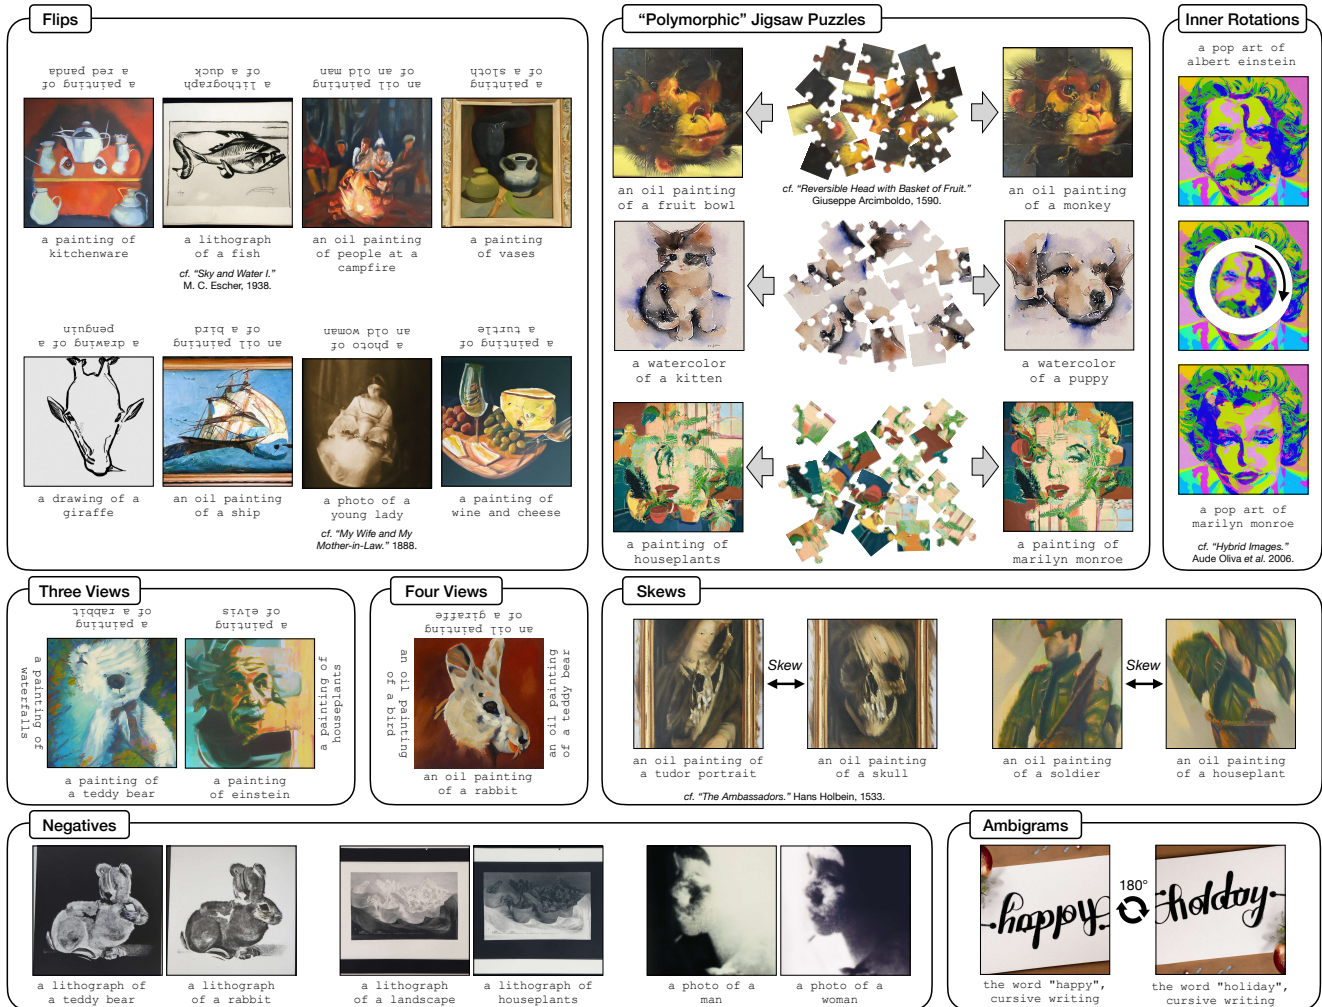 Flips
a painting of
a red panda
a lithograph
of a duck
an oil painting
of an old man
a painting
of a sloth
a painting of
kitchenware
a lithograph
of a fish
cf. “Sky and Water I.”
M. C. Escher, 1938.
an oil painting
of people at a
campfire
a painting
of vases
a drawing of a
penguin
an oil painting
of a bird
a photo of
an old woman
a painting of
a turtle
a drawing of a
giraffe
an oil painting
of a ship
a photo of a
young lady
cf. “My Wife and My
Mother-in-Law.” 1888.
a painting of
wine and cheese
“Polymorphic” Jigsaw Puzzles
an oil painting
of a fruit bowl
cf. “Reversible Head with Basket of Fruit.”
Giuseppe Arcimboldo, 1590.
an oil painting
of a monkey
a watercolor
of a kitten
a watercolor
of a puppy
a painting of
houseplants
a painting of
marilyn monroe
Inner Rotations
a pop art of
albert einstein
a pop art of
marilyn monroe
cf. “Hybrid Images.”
Aude Oliva et al. 2006.
Three Views
a painting
of a rabbit
a painting of
waterfalls
a painting of
a teddy bear
a painting
of elvis
a painting of
houseplants
a painting
of einstein
Four Views
an oil painting
of a giraffe
an oil painting
of a bird
an oil painting
of a teddy bear
an oil painting
of a rabbit
Skews
Skew
an oil painting of
a tudor portrait
an oil painting
of a skull
cf. “The Ambassadors.” Hans Holbein, 1533.
Skew
an oil painting
of a soldier
an oil painting
of a houseplant
Negatives
a lithograph of
a teddy bear
a lithograph
of a rabbit
a lithograph
of a landscape
a lithograph of
houseplants
a photo of a
man
a photo of a
woman
Ambigrams
happy
180°
holiday
the word "happy",
cursive writing
the word "holiday",
cursive writing